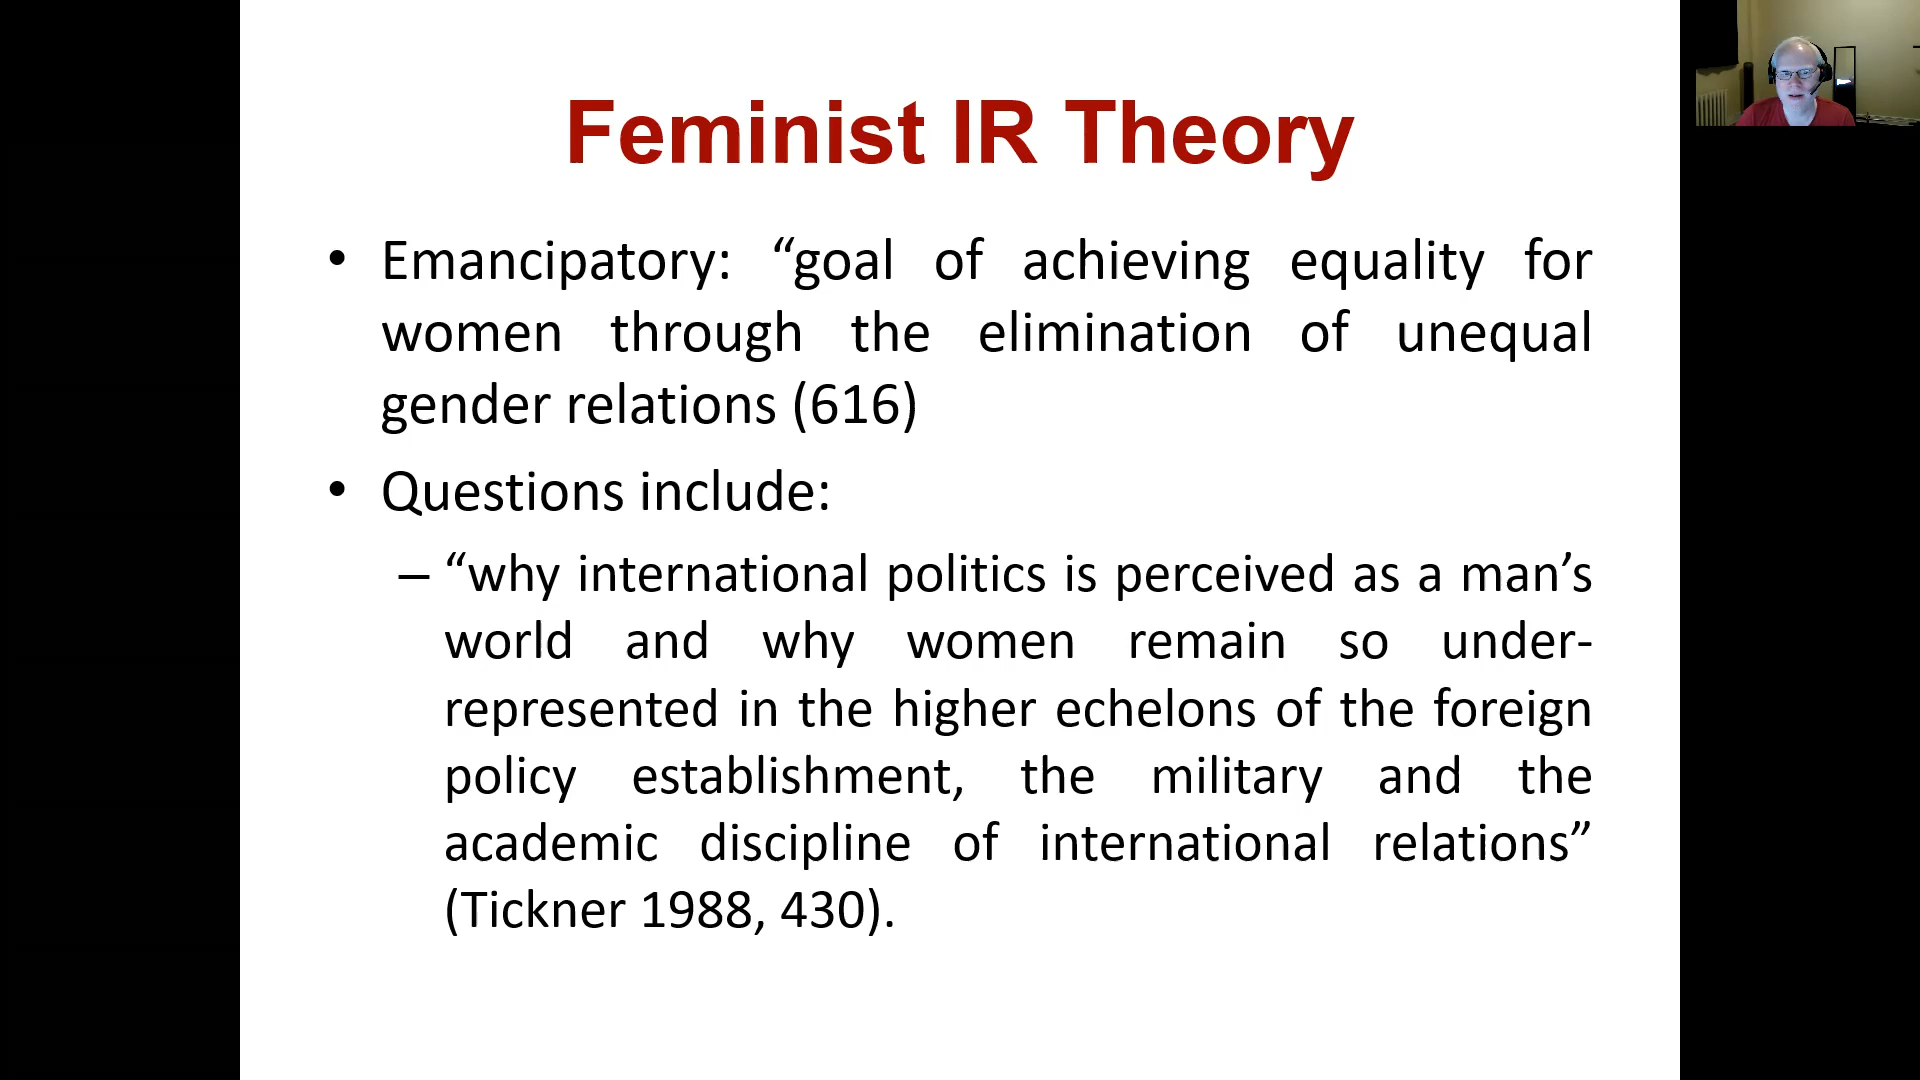 Feminist IR Theory
• Emancipatory: “goal of achieving equality for
women through the elimination of unequal
gender relations (616)
• Questions include:
– “why international politics is perceived as a man’s
world and why women remain so under-
represented in the higher echelons of the foreign
policy establishment, the military and the
academic discipline of international relations”
(Tickner 1988, 430).